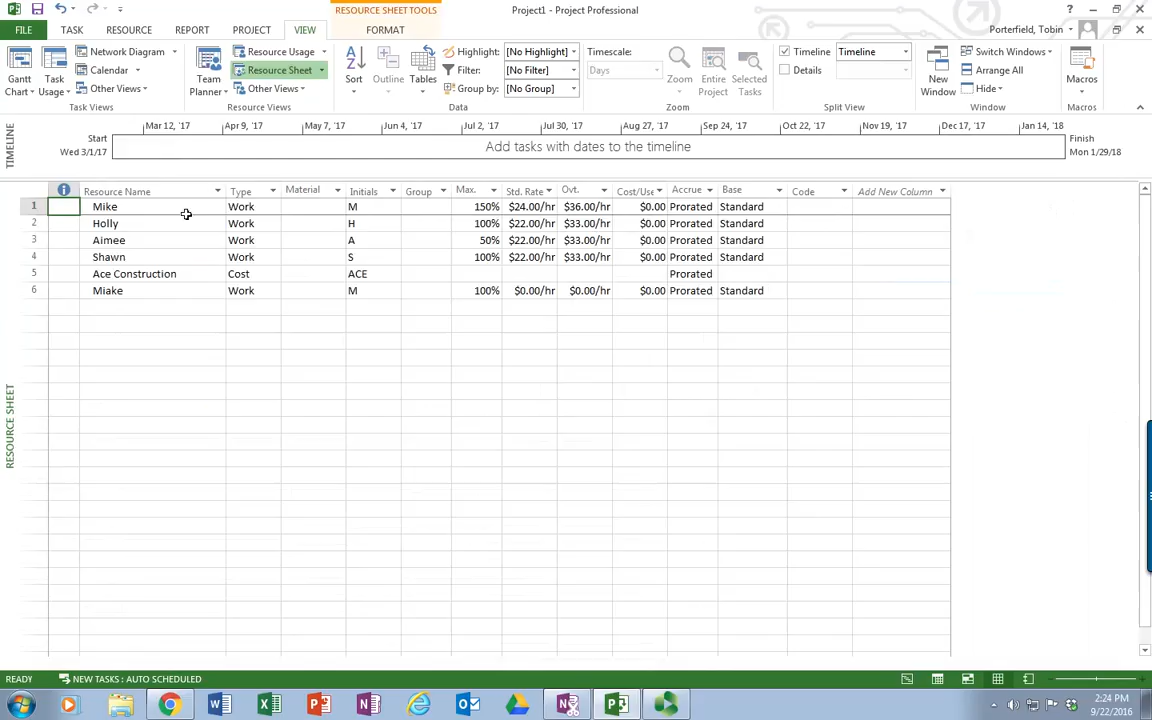 RESOURCE SHEET TOOLS
Project1 - Project Professional
FILE TASK RESOURCE REPORT PROJECT VIEW FORMAT
Porterfield, Tobin
Gantt Chart
Task Usage
Network Diagram
Calendar
Other Views
Task Views
Team Planner
Resource Usage
Resource Sheet
Other Views
Resource Views
Sort
Outline
Tables
Highlight: [No Highlight]
Filter: [No Filter]
Group by: [No Group]
Data
Timescale:
Days
Zoom
Entire Project
Selected Tasks
Zoom
Timeline Timeline
Details
Split View
New Window
Switch Windows
Arrange All
Hide
Window
Macros
Macros
TIMELINE
Mar 12, '17 Apr 9, '17 May 7, '17 Jun 4, '17 Jul 2, '17 Jul 30, '17 Aug 27, '17 Sep 24, '17 Oct 22, '17 Nov 19, '17 Dec 17, '17 Jan 14, '18
Start
Wed 3/1/17
Add tasks with dates to the timeline
Finish
Mon 1/29/18
Resource Name Type Material Initials Group Max. Std. Rate Ovt. Cost/Use Accrue Base Code Add New Column
1 Mike Work M 150% $24.00/hr $36.00/hr $0.00 Prorated Standard
2 Holly Work H 100% $22.00/hr $33.00/hr $0.00 Prorated Standard
3 Aimee Work A 50% $22.00/hr $33.00/hr $0.00 Prorated Standard
4 Shawn Work S 100% $22.00/hr $33.00/hr $0.00 Prorated Standard
5 Ace Construction Cost ACE Prorated
6 Miake Work M 100% $0.00/hr $0.00/hr $0.00 Prorated Standard
RESOURCE SHEET
READY NEW TASKS : AUTO SCHEDULED
2:24 PM
9/22/2016